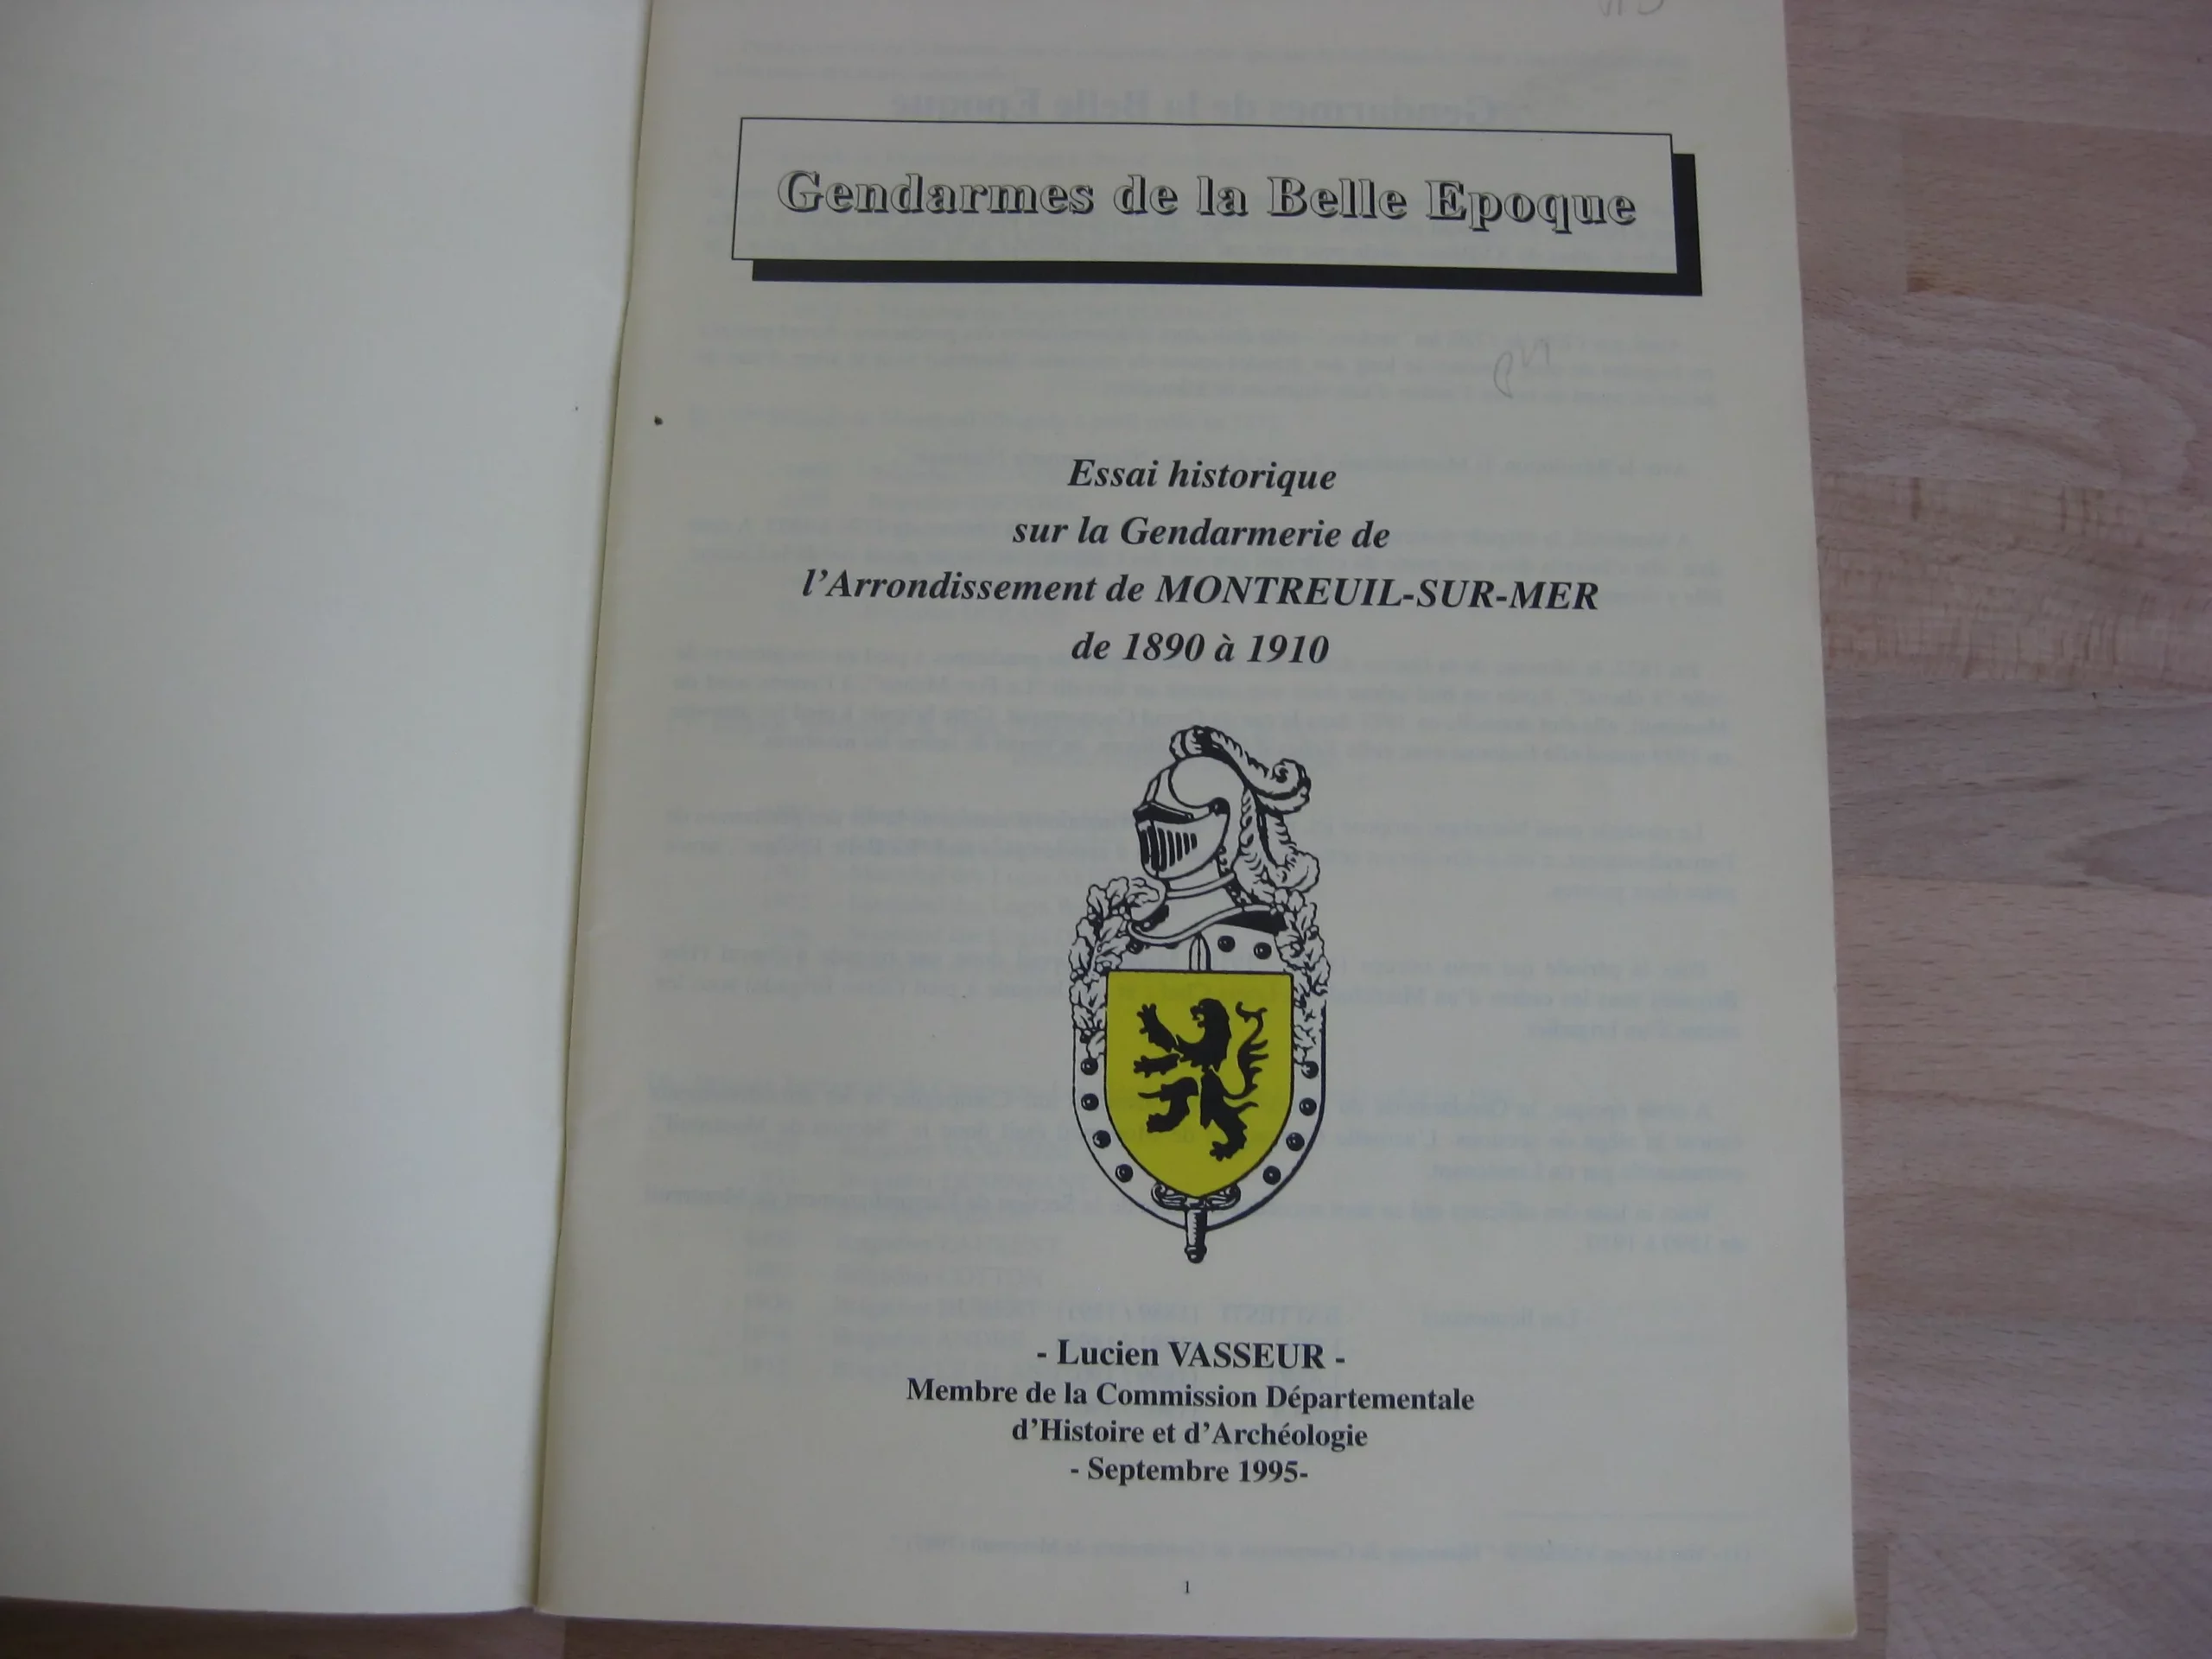 Gendarmes de la Belle Epoque
Essai historique
sur la Gendarmerie de
l'Arrondissement de MONTREUIL-SUR-MER
de 1890 à 1910
- Lucien VASSEUR -
Membre de la Commission Départementale
d'Histoire et d'Archéologie
- Septembre 1995-
1